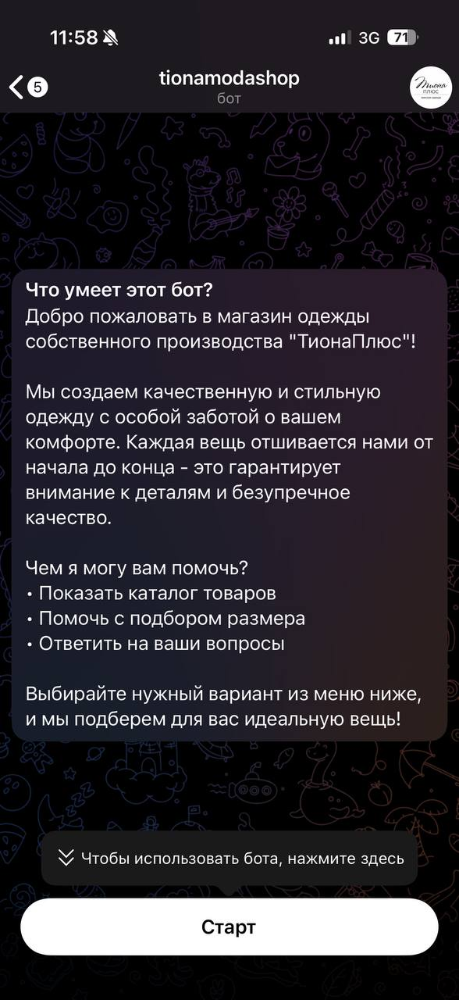 11:58
3G
71
5
tionamodashop
бот
Тиона
плюс
Что умеет этот бот?
Добро пожаловать в магазин одежды
собственного производства "ТионаПлюс"!
Мы создаем качественную и стильную
одежду с особой заботой о вашем
комфорте. Каждая вещь отшивается нами от
начала до конца - это гарантирует
внимание к деталям и безупречное
качество.
Чем я могу вам помочь?
• Показать каталог товаров
• Помочь с подбором размера
• Ответить на ваши вопросы
Выбирайте нужный вариант из меню ниже,
и мы подберем для вас идеальную вещь!
Чтобы использовать бота, нажмите здесь
Старт